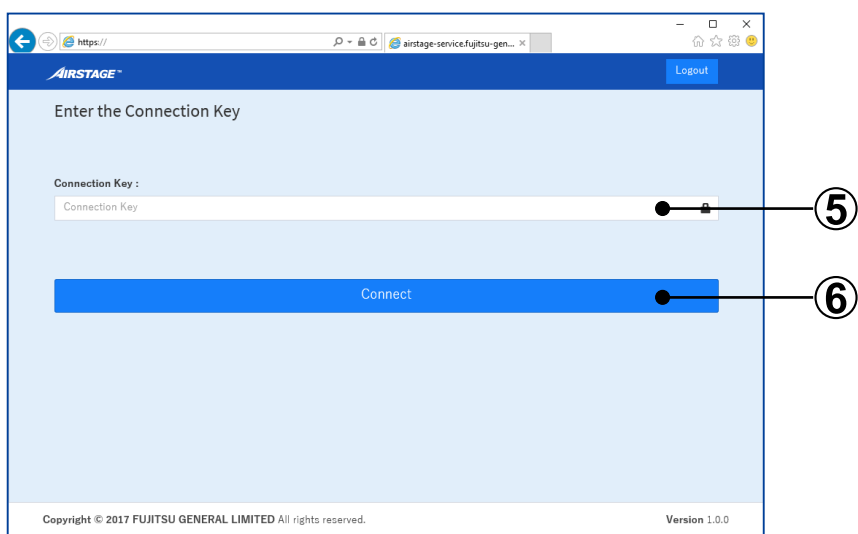 https://
airstage-service.fujitsu-gen...
AIRSTAGE™
Logout
Enter the Connection Key
Connection Key :
Connection Key
5
Connect
6
Copyright © 2017 FUJITSU GENERAL LIMITED All rights reserved.
Version 1.0.0